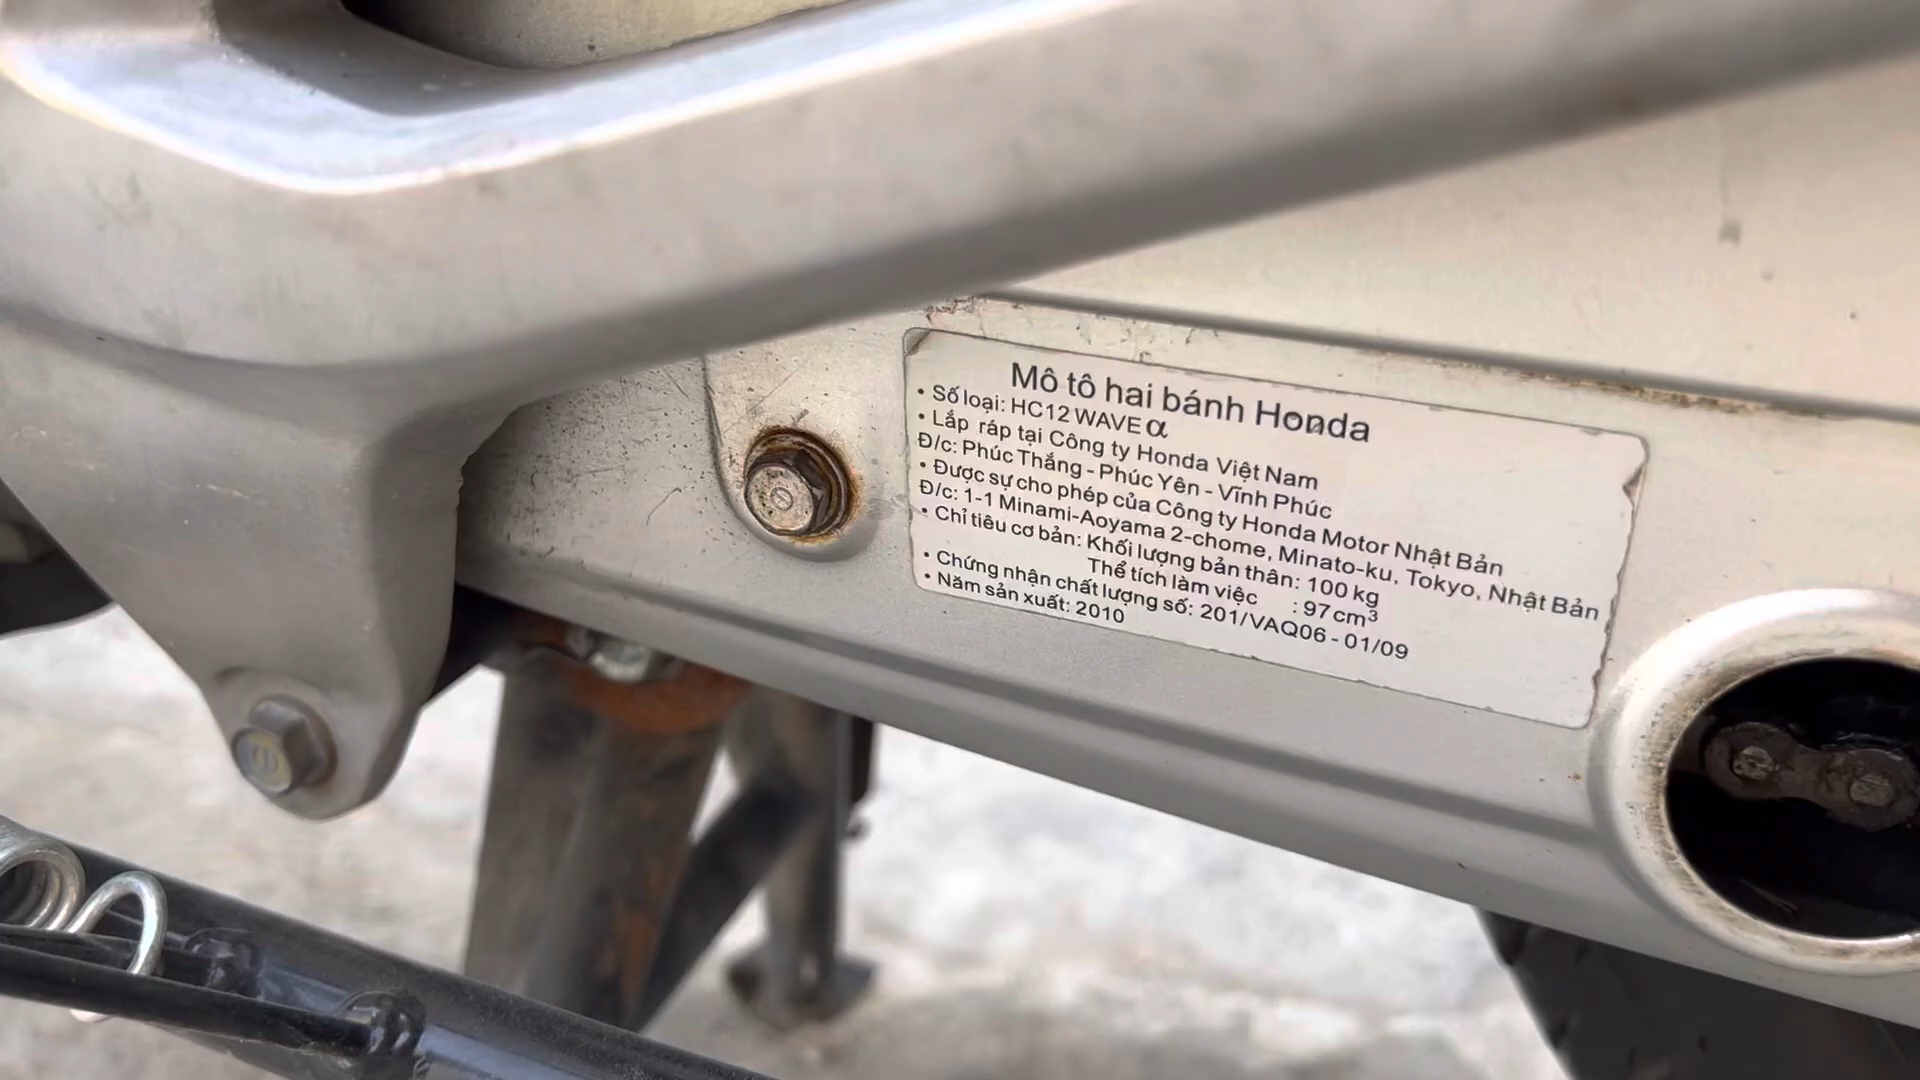 Mô tô hai bánh Honda
• Số loại: HC12 WAVE α
• Lắp ráp tại Công ty Honda Việt Nam
Đ/c: Phúc Thắng - Phúc Yên - Vĩnh Phúc
• Được sự cho phép của Công ty Honda Motor Nhật Bản
Đ/c: 1-1 Minami-Aoyama 2-chome, Minato-ku, Tokyo, Nhật Bản
• Chỉ tiêu cơ bản: Khối lượng bản thân: 100 kg
Thể tích làm việc : 97 cm³
• Chứng nhận chất lượng số: 201/VAQ06 - 01/09
• Năm sản xuất: 2010